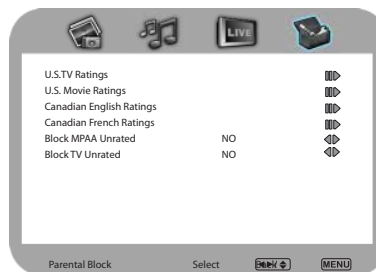 LIVE
U.S.TV Ratings
U.S. Movie Ratings
Canadian English Ratings
Canadian French Ratings
Block MPAA Unrated NO
Block TV Unrated NO
Parental Block Select MENU